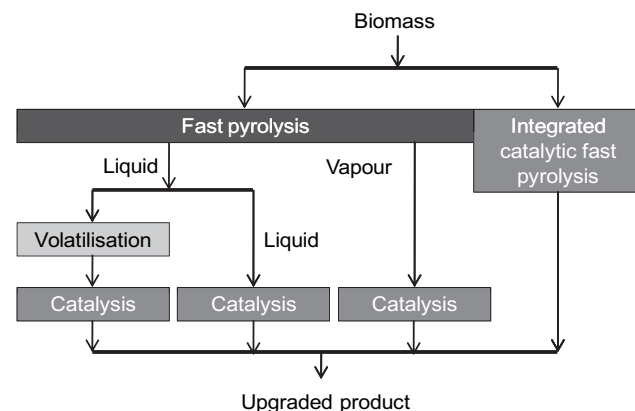 Biomass
Fast pyrolysis
Integrated
catalytic fast
pyrolysis
Liquid
Vapour
Volatilisation
Liquid
Catalysis
Catalysis
Catalysis
Upgraded product